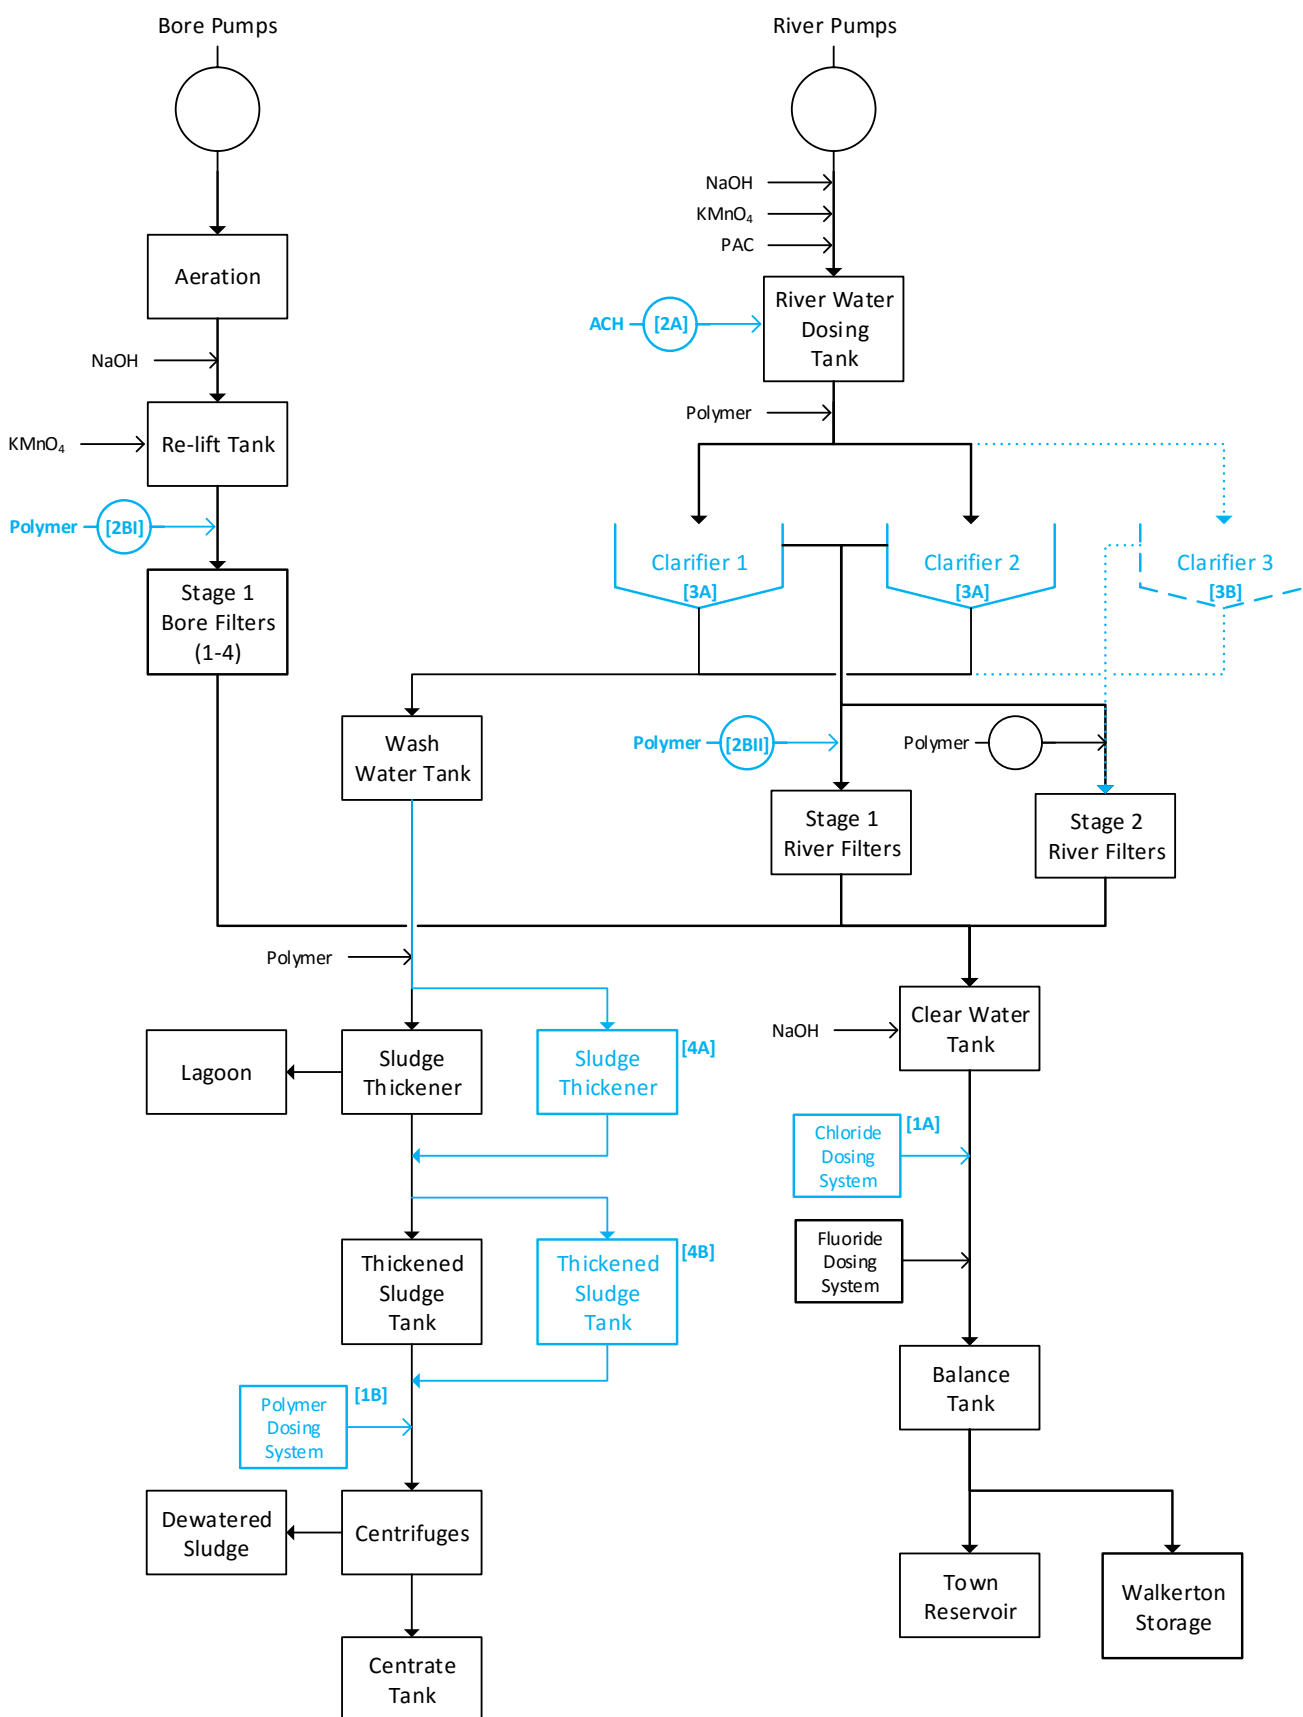 Bore Pumps
River Pumps
NaOH
KMnO₄
PAC
Aeration
River Water
Dosing
Tank
ACH
[2A]
NaOH
Polymer
Re-lift Tank
KMnO₄
Polymer
[2BI]
Clarifier 1
[3A]
Clarifier 2
[3A]
Clarifier 3
[3B]
Stage 1
Bore Filters
(1-4)
Wash
Water Tank
Polymer
[2BII]
Polymer
Stage 1
River Filters
Stage 2
River Filters
Polymer
Clear Water
Tank
NaOH
Lagoon
Sludge
Thickener
Sludge
Thickener
[4A]
Chloride
Dosing
System
[1A]
Fluoride
Dosing
System
Thickened
Sludge
Tank
Thickened
Sludge
Tank
[4B]
Balance
Tank
Polymer
Dosing
System
[1B]
Dewatered
Sludge
Centrifuges
Town
Reservoir
Walkerton
Storage
Centrate
Tank